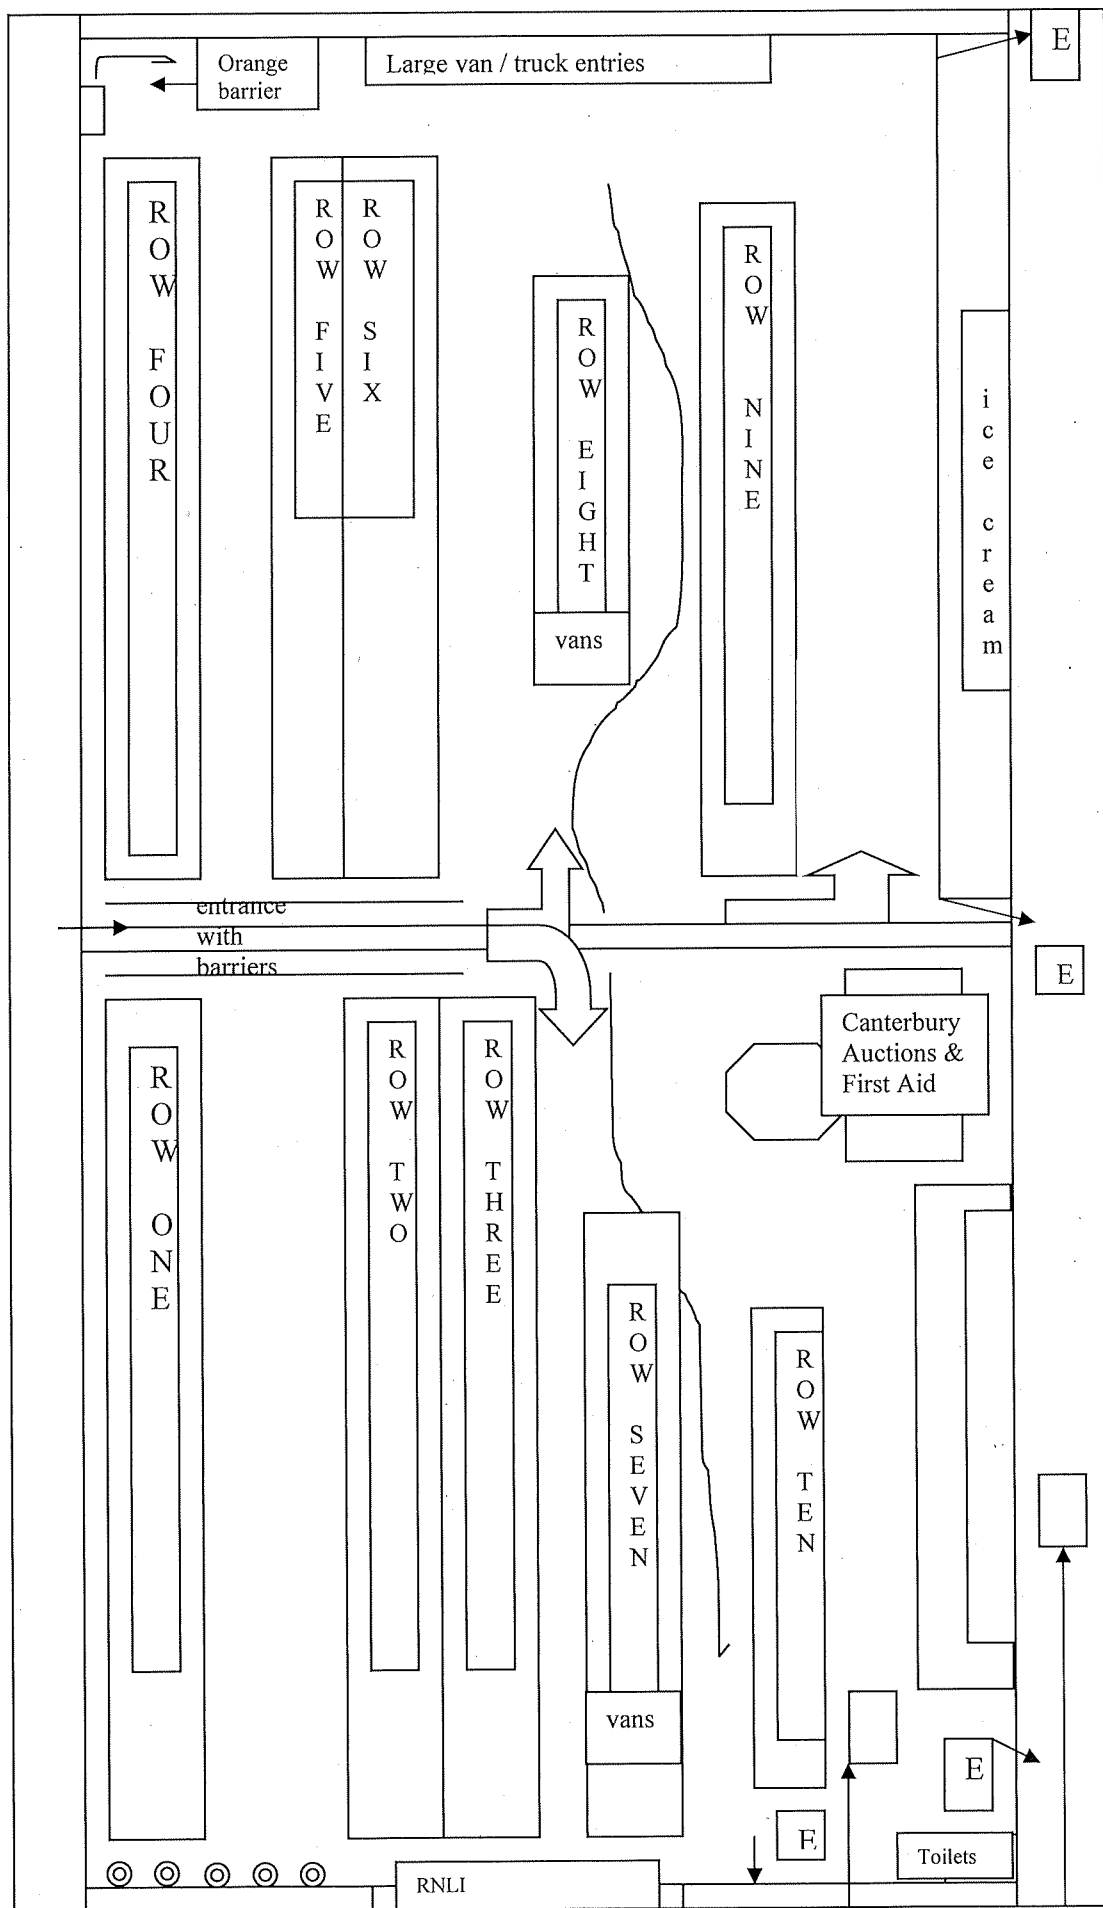 E
Orange
barrier
Large van / truck entries
ROW FOUR
ROW FIVE
ROW SIX
ROW EIGHT
vans
ROW NINE
ice cream
entrance
with
barriers
E
Canterbury
Auctions &
First Aid
ROW ONE
ROW TWO
ROW THREE
ROW SEVEN
vans
ROW TEN
E
E
Toilets
RNLI